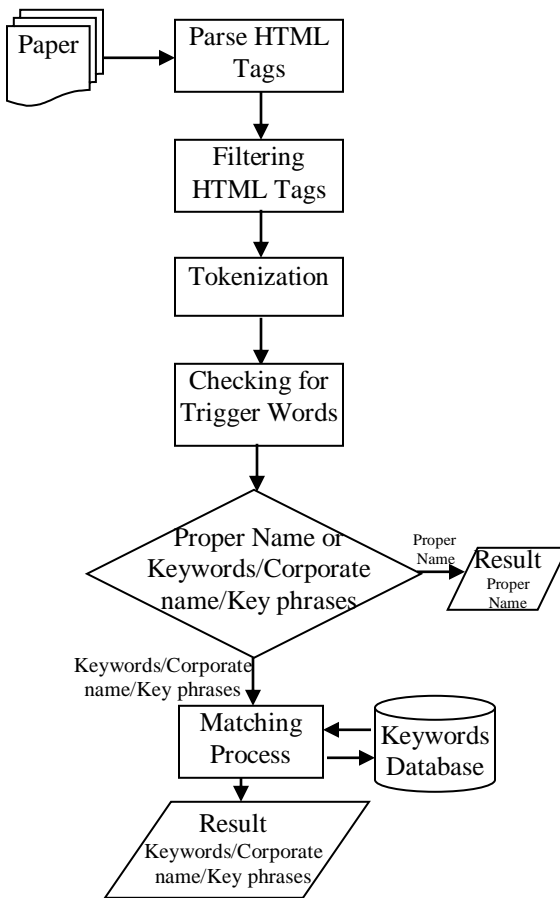 Paper
Parse HTML
Tags
Filtering
HTML Tags
Tokenization
Checking for
Trigger Words
Proper Name or
Keywords/Corporate
name/Key phrases
Proper
Name
Result
Proper
Name
Keywords/Corporate
name/Key phrases
Matching
Process
Keywords
Database
Result
Keywords/Corporate
name/Key phrases